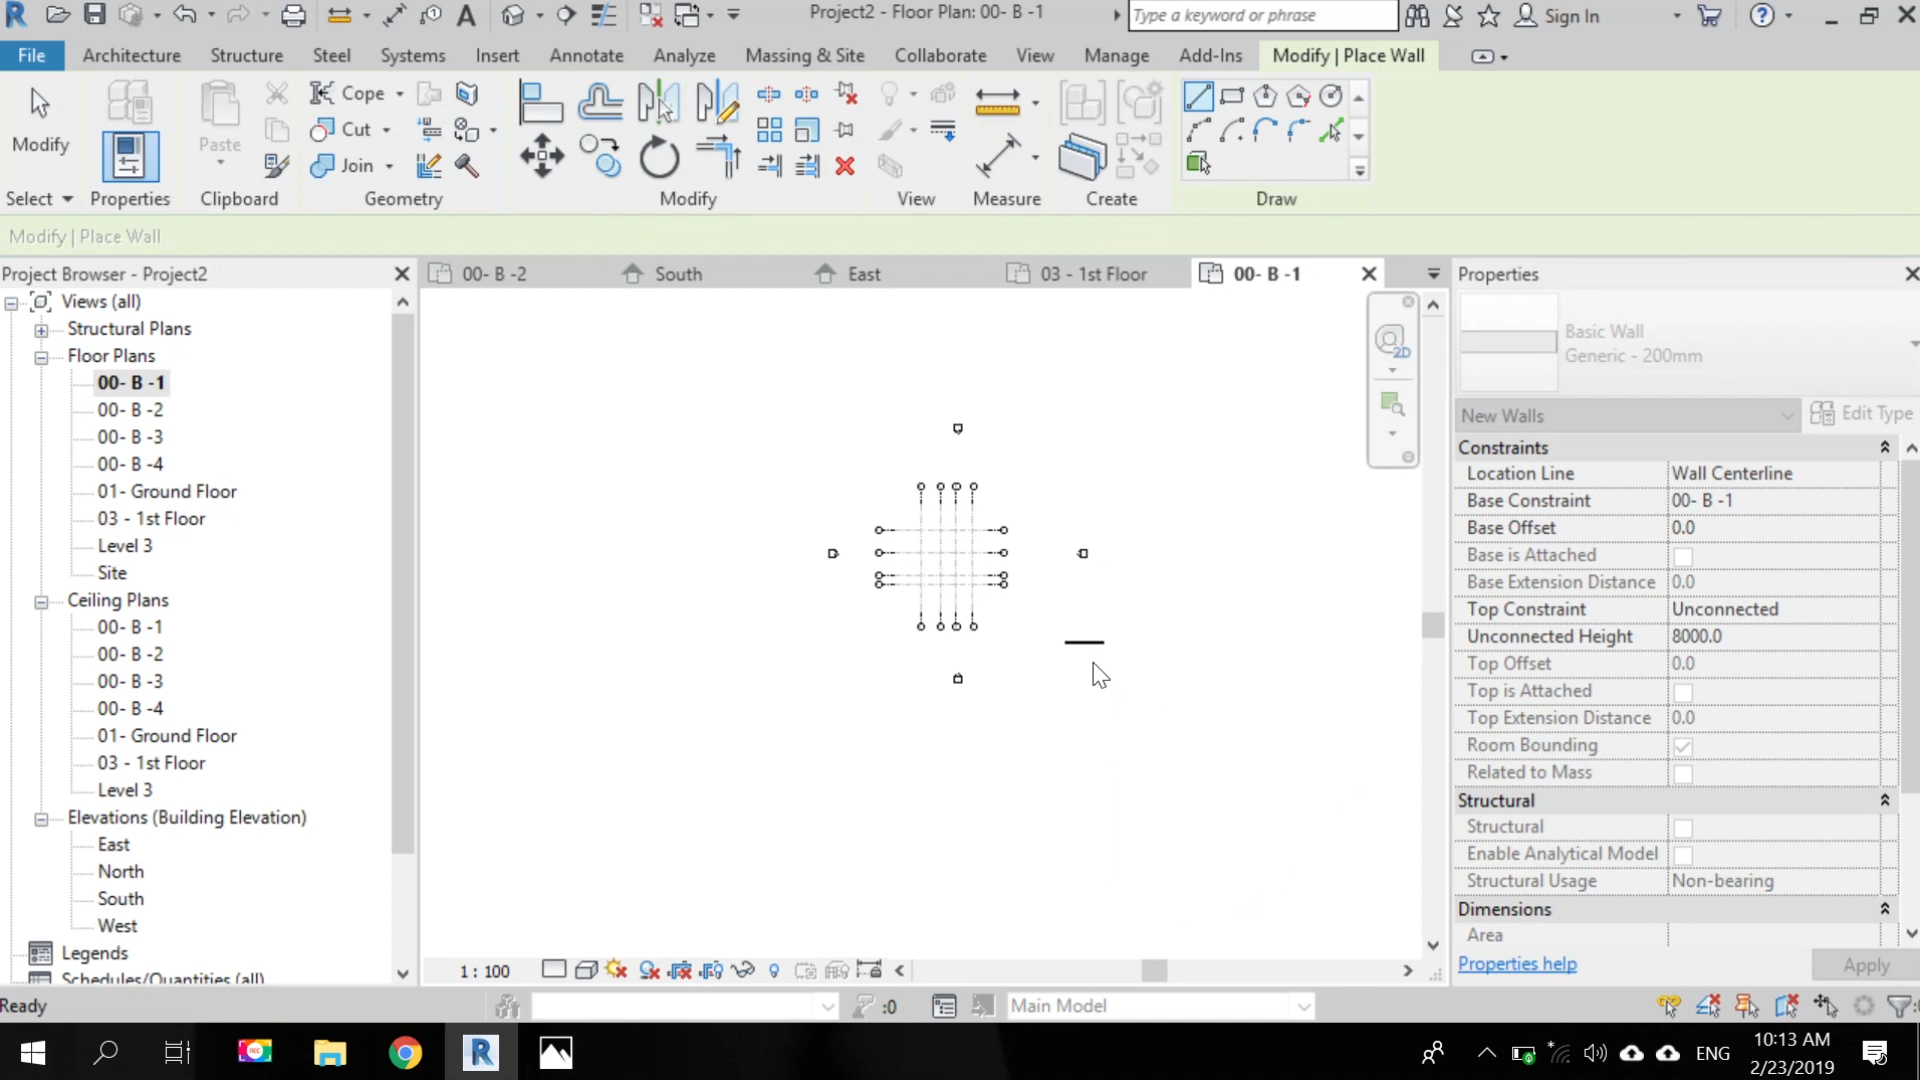 Project2 - Floor Plan: 00- B -1
Type a keyword or phrase
Sign In
File
Architecture
Structure
Steel
Systems
Insert
Annotate
Analyze
Massing & Site
Collaborate
View
Manage
Add-Ins
Modify | Place Wall
Modify
Paste
Cope
Cut
Join
Select
Properties
Clipboard
Geometry
Modify
View
Measure
Create
Draw
Modify | Place Wall
Project Browser - Project2
Views (all)
Structural Plans
Floor Plans
00- B -1
00- B -2
00- B -3
00- B -4
01- Ground Floor
03 - 1st Floor
Level 3
Site
Ceiling Plans
00- B -1
00- B -2
00- B -3
00- B -4
01- Ground Floor
03 - 1st Floor
Level 3
Elevations (Building Elevation)
East
North
South
West
Legends
Schedules/Quantities (all)
00- B -2
South
East
03 - 1st Floor
00- B -1
2D
1 : 100
Properties
Basic Wall
Generic - 200mm
New Walls
Edit Type
Constraints
Location Line Wall Centerline
Base Constraint 00- B -1
Base Offset 0.0
Base is Attached
Base Extension Distance 0.0
Top Constraint Unconnected
Unconnected Height 8000.0
Top Offset 0.0
Top is Attached
Top Extension Distance 0.0
Room Bounding
Related to Mass
Structural
Structural
Enable Analytical Model
Structural Usage Non-bearing
Dimensions
Area
Properties help
Apply
Ready
:0
Main Model
ENG
10:13 AM
2/23/2019